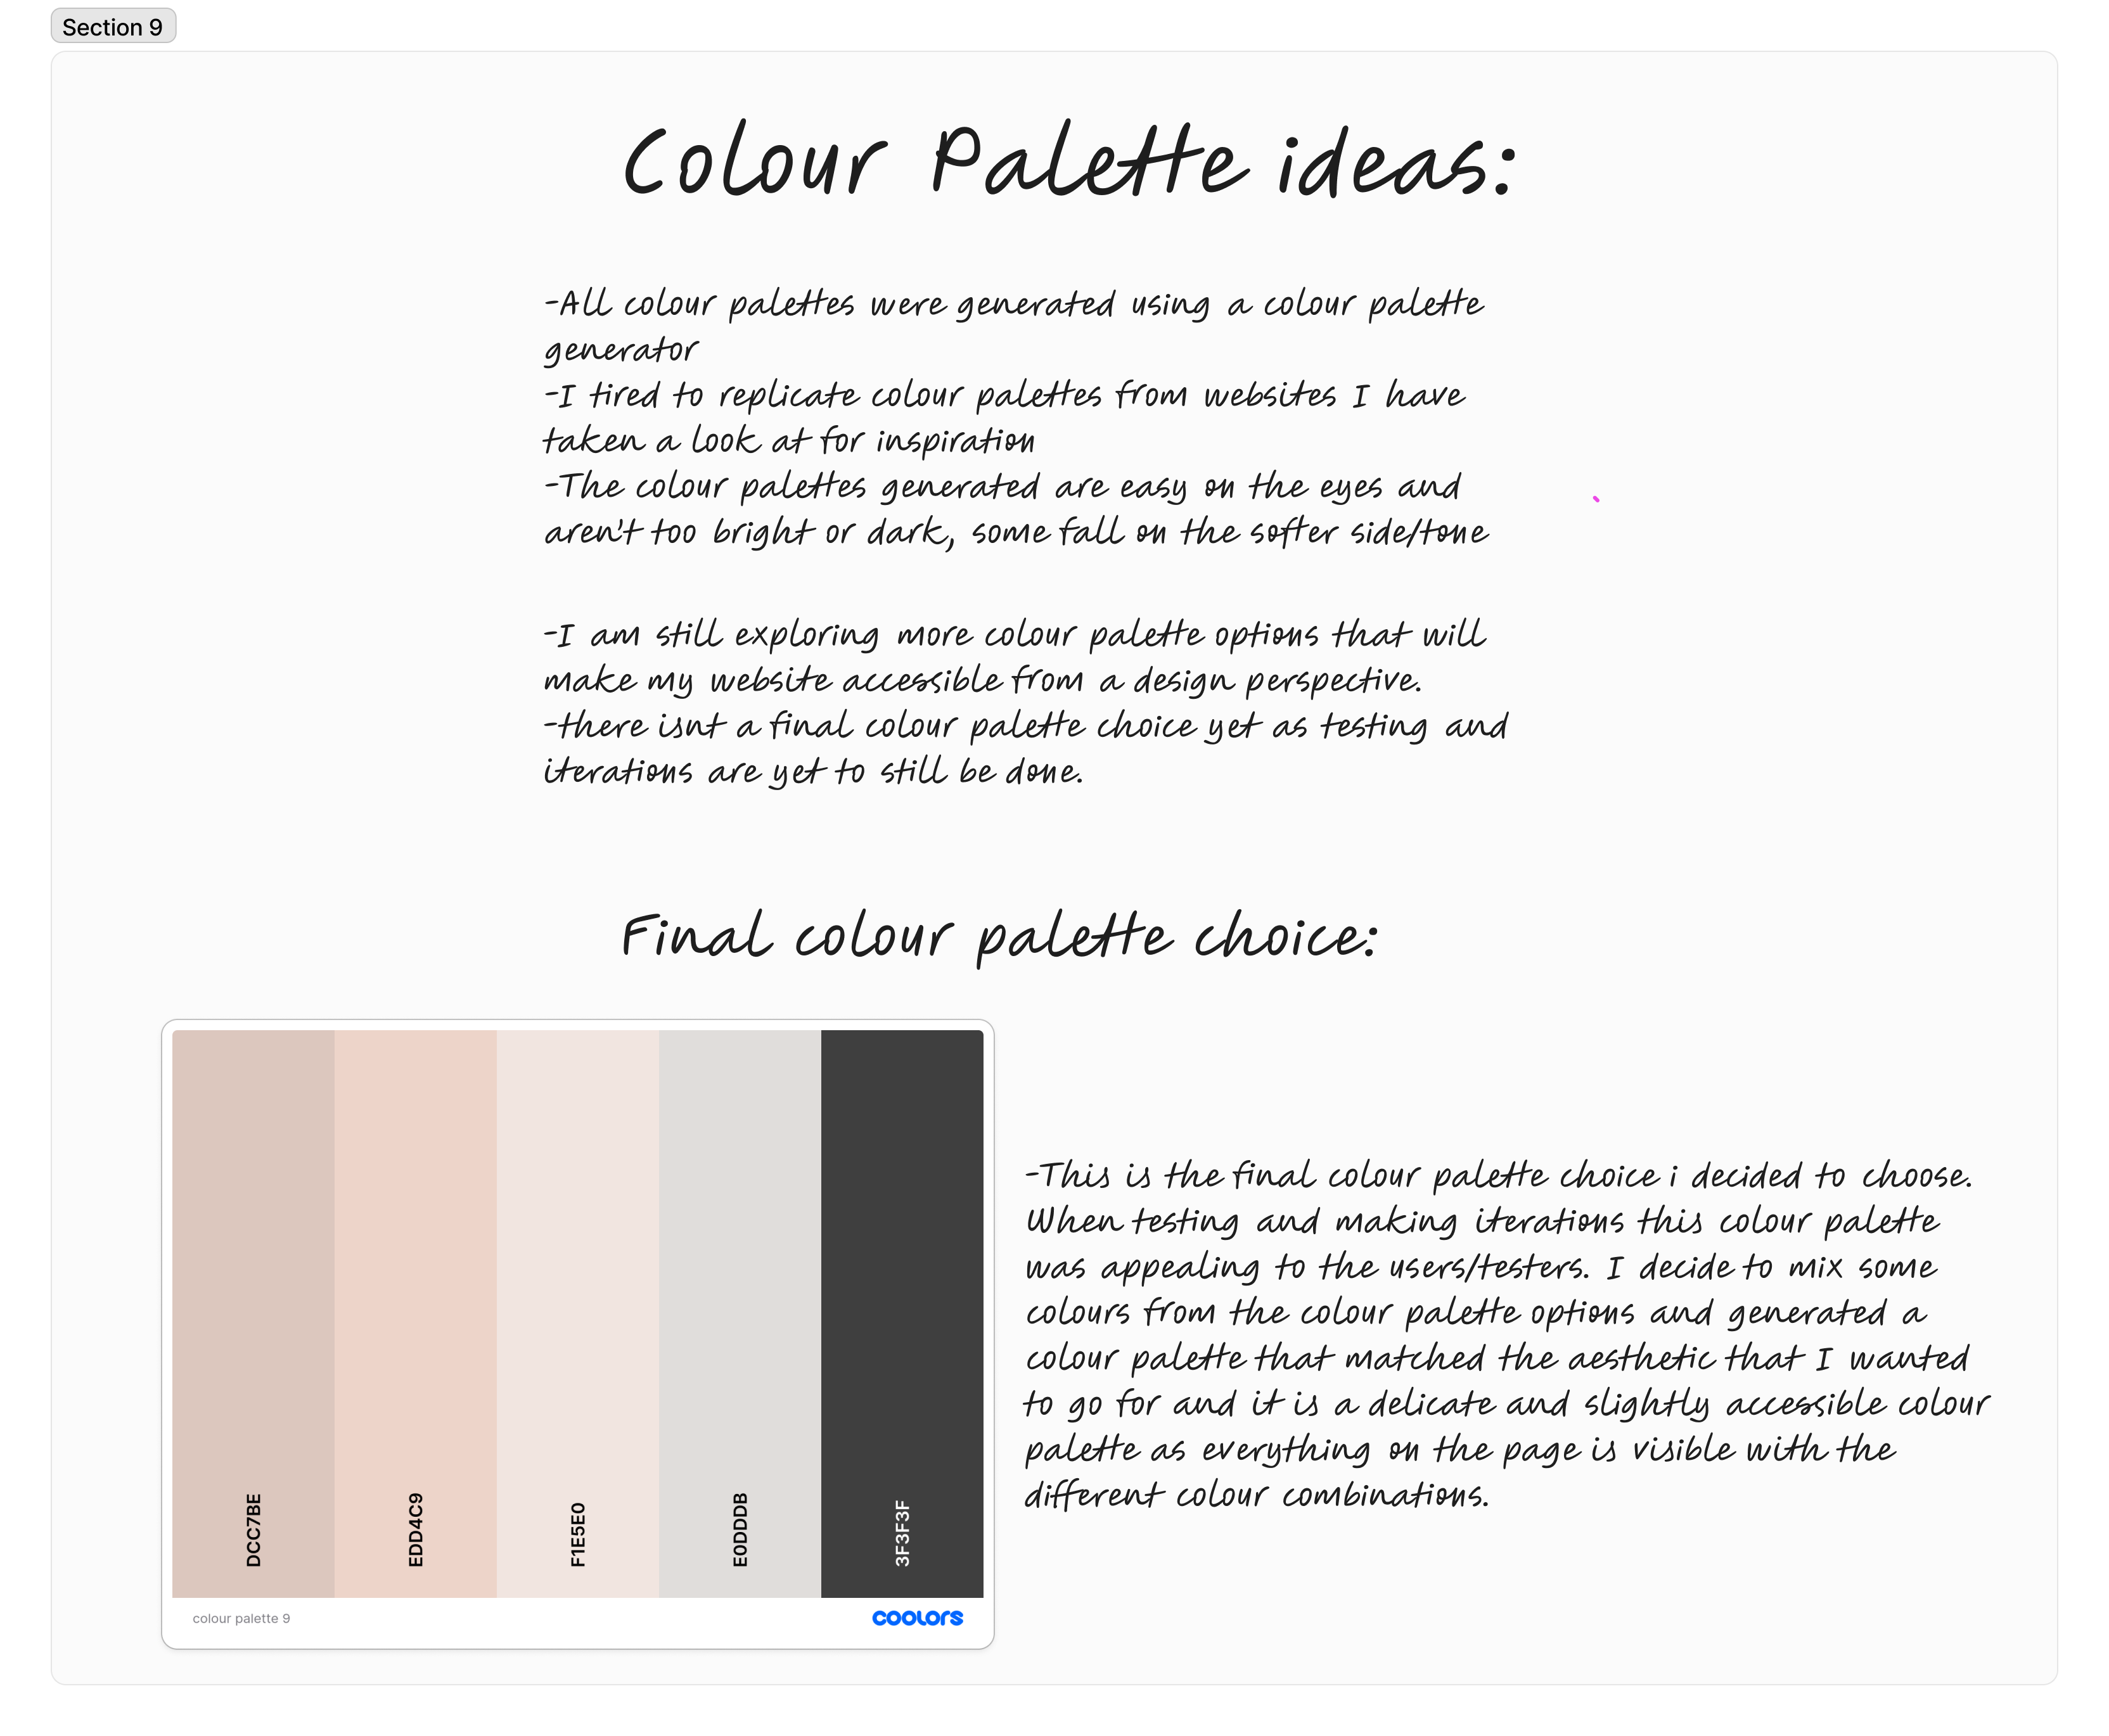 Section 9
Colour Palette ideas:
-All colour palettes were generated using a colour palette
generator
-I tired to replicate colour palettes from websites I have
taken a look at for inspiration
-The colour palettes generated are easy on the eyes and
aren't too bright or dark, some fall on the softer side/tone
-I am still exploring more colour palette options that will
make my website accessible from a design perspective.
-there isnt a final colour palette choice yet as testing and
iterations are yet to still be done.
Final colour palette choice:
DCC7BE
EDD4C9
F1E5E0
E0DDDB
3F3F3F
colour palette 9
coolors
-This is the final colour palette choice i decided to choose.
When testing and making iterations this colour palette
was appealing to the users/testers. I decide to mix some
colours from the colour palette options and generated a
colour palette that matched the aesthetic that I wanted
to go for and it is a delicate and slightly accessible colour
palette as everything on the page is visible with the
different colour combinations.